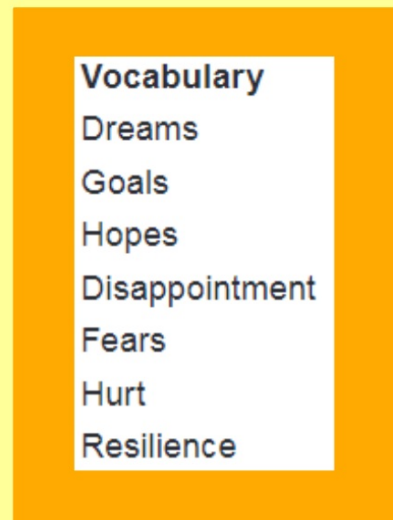 Vocabulary
Dreams
Goals
Hopes
Disappointment
Fears
Hurt
Resilience